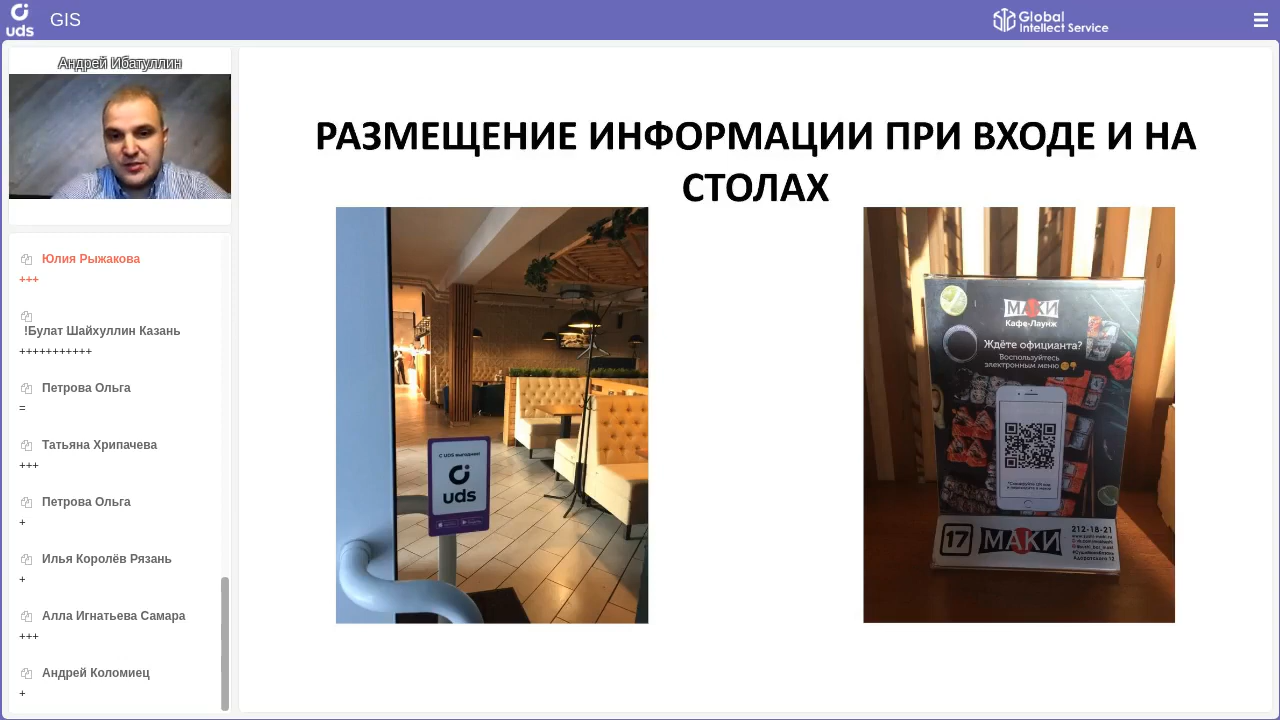 uds
GIS
Global
Intellect Service
Андрей Ибатуллин
Юлия Рыжакова
+++
!Булат Шайхуллин Казань
+++++++++++
Петрова Ольга
=
Татьяна Хрипачева
+++
Петрова Ольга
+
Илья Королёв Рязань
+
Алла Игнатьева Самара
+++
Андрей Коломиец
+
РАЗМЕЩЕНИЕ ИНФОРМАЦИИ ПРИ ВХОДЕ И НА
СТОЛАХ
С UDS выгоднее!
uds
МАКИ
Кафе-Лаунж
Ждёте официанта?
Воспользуйтесь
электронным меню
17
МАКИ
212-18-21